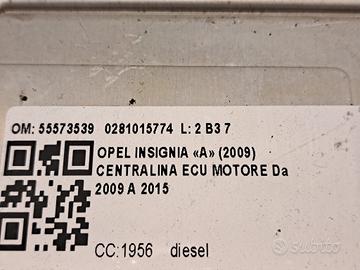 OM: 55573539 0281015774 L: 2 B3 7
OPEL INSIGNIA «A» (2009)
CENTRALINA ECU MOTORE Da
2009 A 2015
CC:1956 diesel
subito